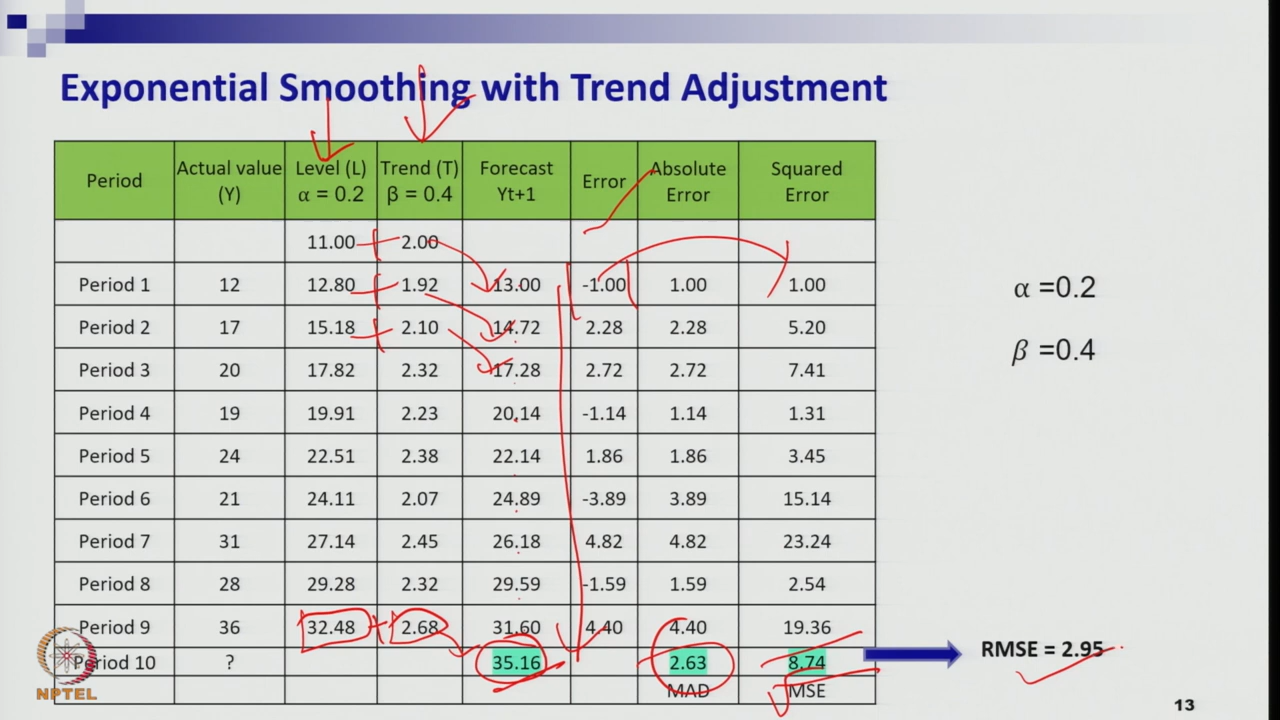 Exponential Smoothing with Trend Adjustment
Period Actual value (Y) Level (L) α = 0.2 Trend (T) β = 0.4 Forecast Yt+1 Error Absolute Error Squared Error
11.00 2.00
Period 1 12 12.80 1.92 13.00 -1.00 1.00 1.00
Period 2 17 15.18 2.10 14.72 2.28 2.28 5.20
Period 3 20 17.82 2.32 17.28 2.72 2.72 7.41
Period 4 19 19.91 2.23 20.14 -1.14 1.14 1.31
Period 5 24 22.51 2.38 22.14 1.86 1.86 3.45
Period 6 21 24.11 2.07 24.89 -3.89 3.89 15.14
Period 7 31 27.14 2.45 26.18 4.82 4.82 23.24
Period 8 28 29.28 2.32 29.59 -1.59 1.59 2.54
Period 9 36 32.48 2.68 31.60 4.40 4.40 19.36
Period 10 ? 35.16 2.63 8.74
MAD MSE
α =0.2
β =0.4
RMSE = 2.95
NPTEL
13